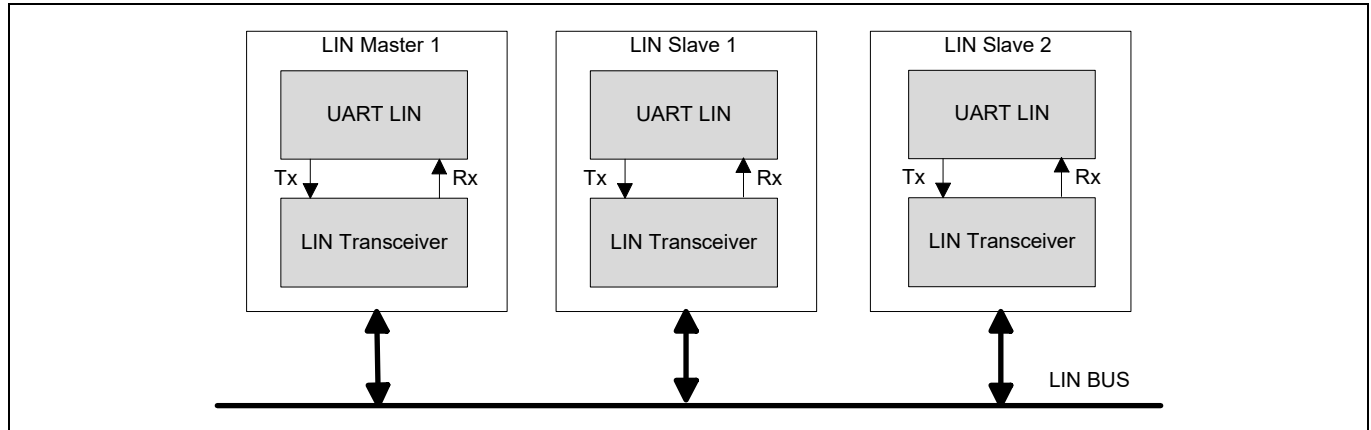 LIN Master 1
LIN Slave 1
LIN Slave 2
UART LIN
UART LIN
UART LIN
Tx
Rx
Tx
Rx
Tx
Rx
LIN Transceiver
LIN Transceiver
LIN Transceiver
LIN BUS